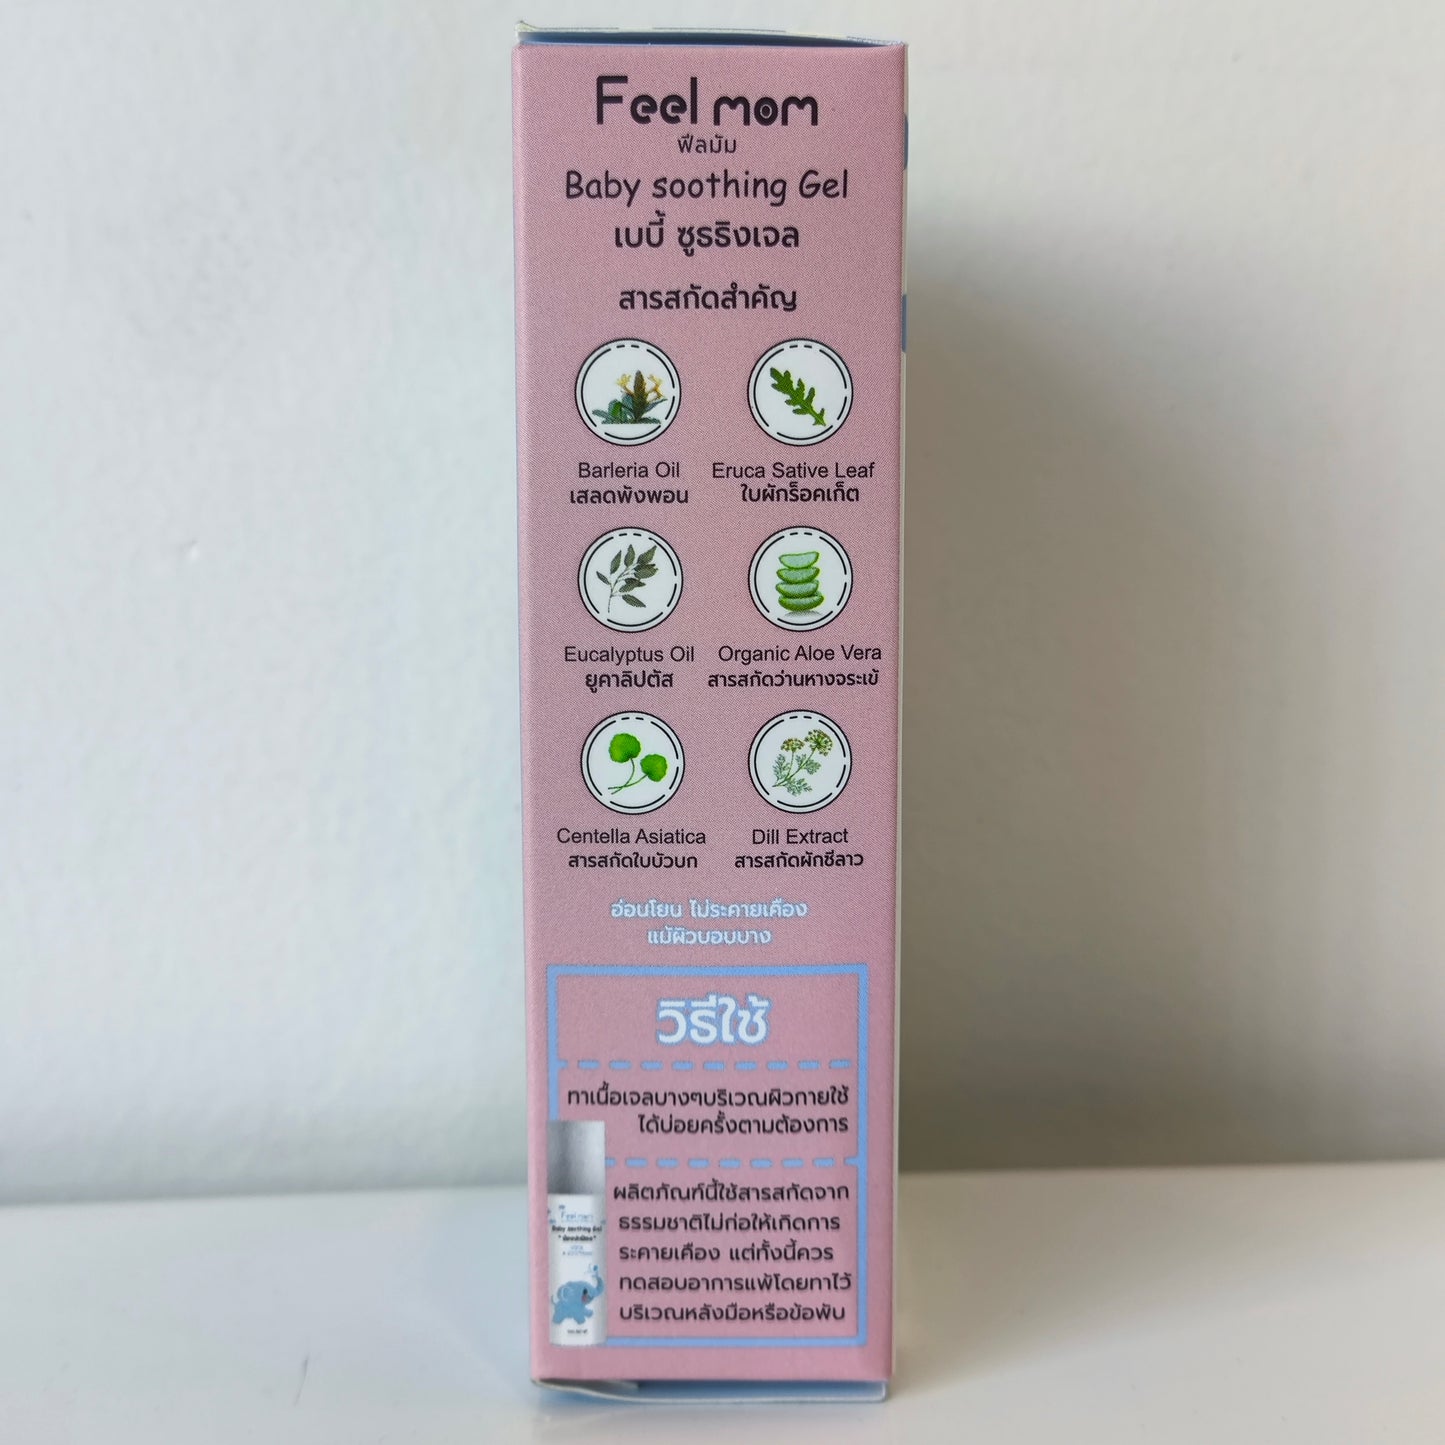 Feel mom
ฟีลมัม
Baby soothing Gel
เบบี้ ซูธธิงเจล
สารสกัดสำคัญ
Barleria Oil
เสลดพังพอน
Eruca Sative Leaf
ใบผักร็อคเก็ต
Eucalyptus Oil
ยูคาลิปตัส
Organic Aloe Vera
สารสกัดว่านหางจระเข้
Centella Asiatica
สารสกัดใบบัวบก
Dill Extract
สารสกัดผักชีลาว
อ่อนโยน ไม่ระคายเคือง
แม้ผิวบอบบาง
วิธีใช้
ทาเนื้อเจลบางๆบริเวณผิวกายใช้
ได้บ่อยครั้งตามต้องการ
ผลิตภัณฑ์นี้ใช้สารสกัดจาก
ธรรมชาติไม่ก่อให้เกิดการ
ระคายเคือง แต่ทั้งนี้ควร
ทดสอบอาการแพ้โดยทาไว้
บริเวณหลังมือหรือข้อพับ
Feel mom
Baby soothing Gel